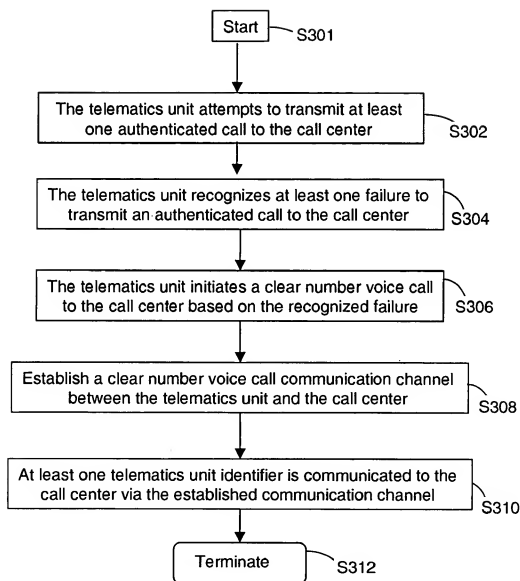 Start
S301
The telematics unit attempts to transmit at least
one authenticated call to the call center
S302
The telematics unit recognizes at least one failure to
transmit an authenticated call to the call center
S304
The telematics unit initiates a clear number voice call
to the call center based on the recognized failure
S306
Establish a clear number voice call communication channel
between the telematics unit and the call center
S308
At least one telematics unit identifier is communicated to the
call center via the established communication channel
S310
Terminate
S312